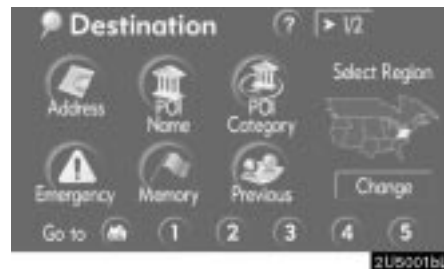 Destination ? ➤ 1/2
Select Region
Address POI Name POI Category
Emergency Memory Previous Change
Go to 1 2 3 4 5
2U5001bL